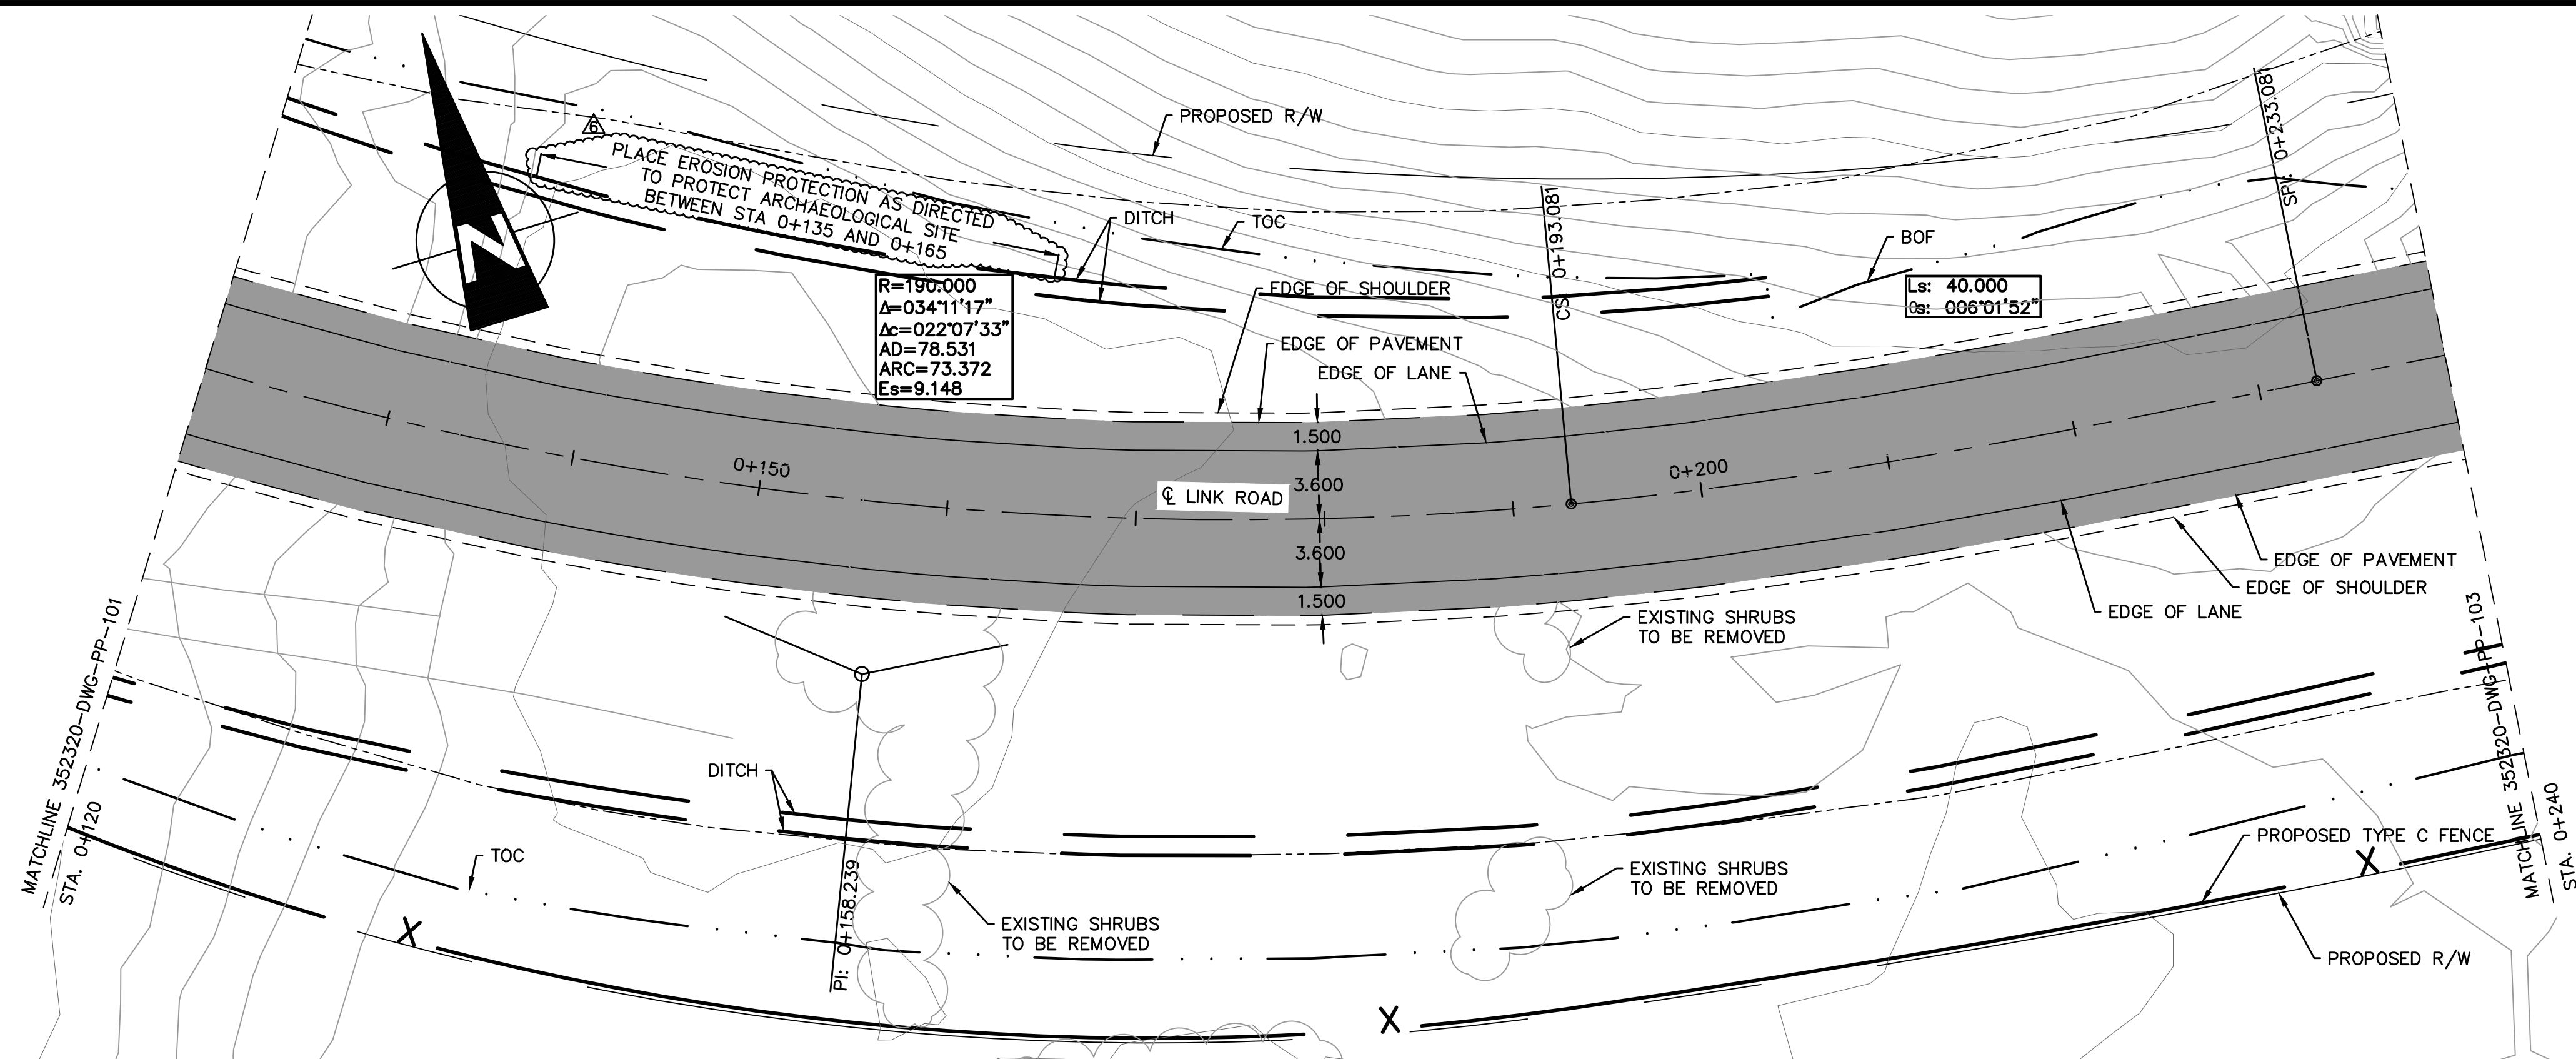 PROPOSED R/W
6
PLACE EROSION PROTECTION AS DIRECTED
TO PROTECT ARCHAEOLOGICAL SITE
BETWEEN STA 0+135 AND 0+165
DITCH
TOC
CS: 0+193.081
BOF
SPI: 0+233.081
R=190.000
Δ=034°11'17"
Δc=022°07'33"
AD=78.531
ARC=73.372
Es=9.148
Ls: 40.000
θs: 006°01'52"
EDGE OF SHOULDER
EDGE OF PAVEMENT
EDGE OF LANE
1.500
0+150
3.600
℄ LINK ROAD
0+200
3.600
1.500
EDGE OF PAVEMENT
EDGE OF SHOULDER
EDGE OF LANE
EXISTING SHRUBS
TO BE REMOVED
MATCHLINE 352320-DWG-PP-101
STA. 0+120
DITCH
TOC
PI: 0+158.239
EXISTING SHRUBS
TO BE REMOVED
EXISTING SHRUBS
TO BE REMOVED
PROPOSED TYPE C FENCE
X
X
X
PROPOSED R/W
MATCHLINE 352320-DWG-PP-103
STA. 0+240